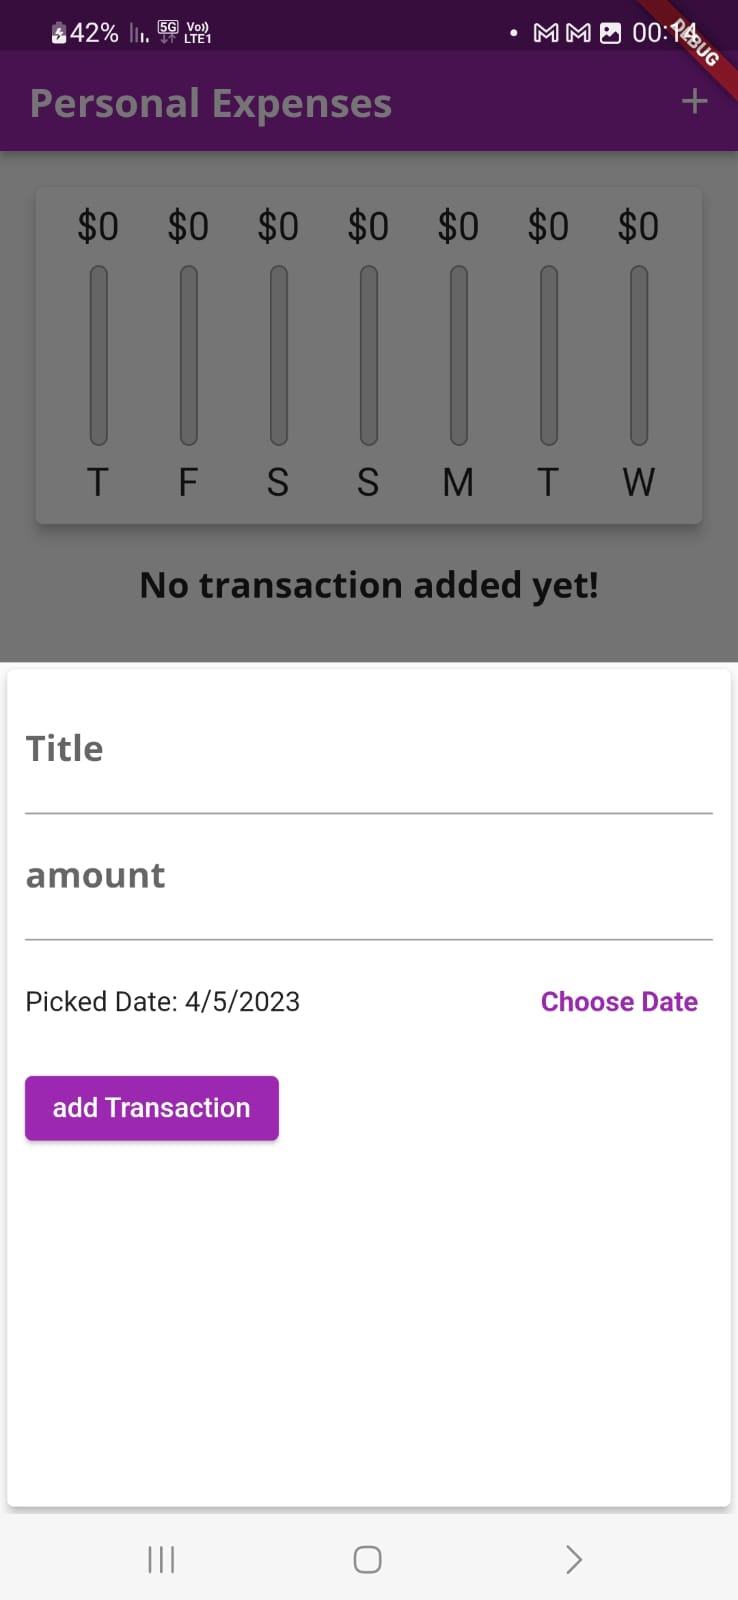 42% 5G Vo)) LTE1 00:14
DEBUG
Personal Expenses +
$0 $0 $0 $0 $0 $0 $0
T F S S M T W
No transaction added yet!
Title
amount
Picked Date: 4/5/2023 Choose Date
add Transaction